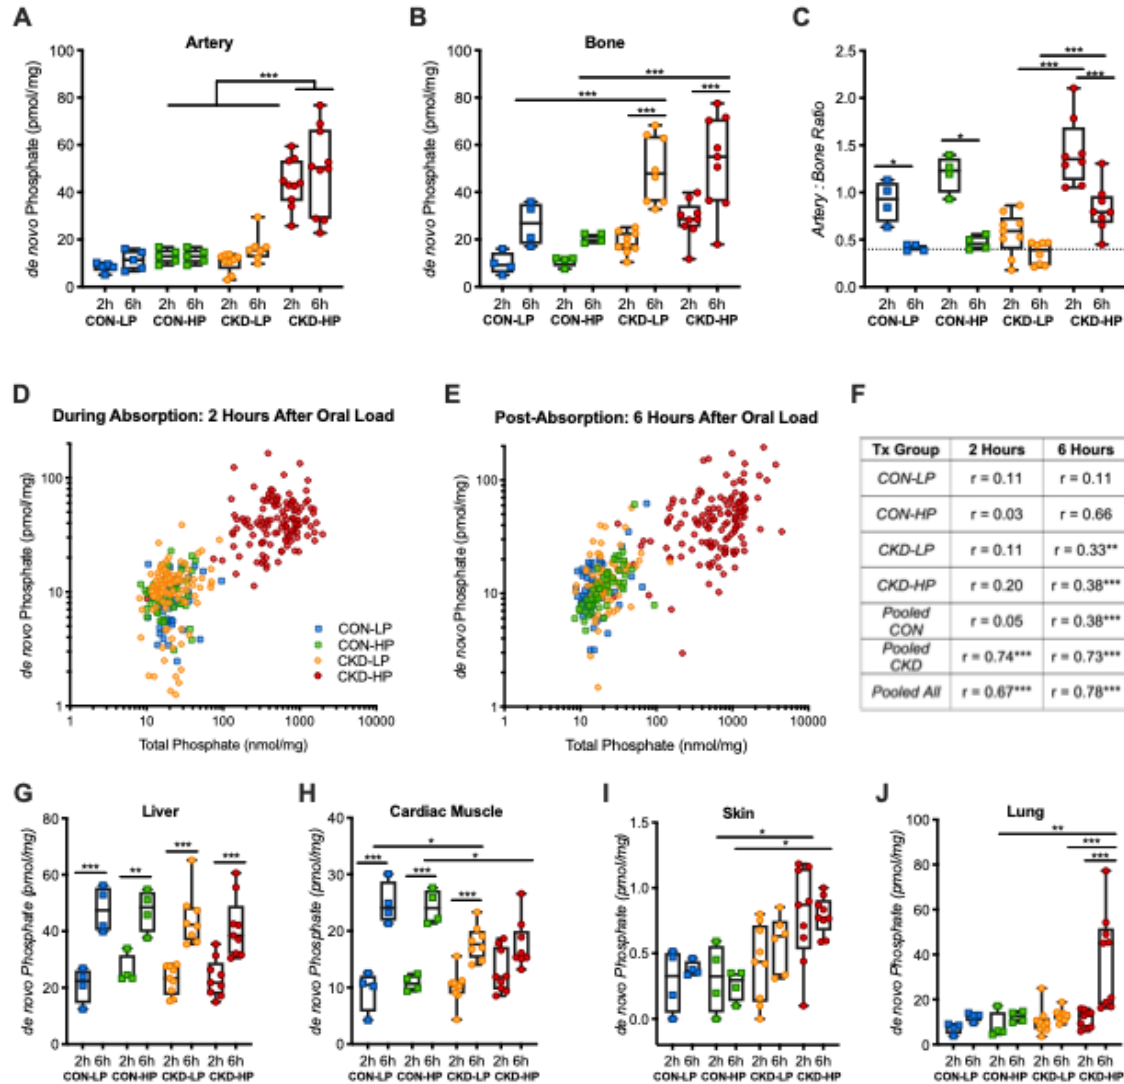 A
Artery
de novo Phosphate (pmol/mg)
100
80
60
40
20
0
***
2h 6h 2h 6h 2h 6h 2h 6h
CON-LP CON-HP CKD-LP CKD-HP
B
Bone
de novo Phosphate (pmol/mg)
100
80
60
40
20
0
***
***
*** ***
2h 6h 2h 6h 2h 6h 2h 6h
CON-LP CON-HP CKD-LP CKD-HP
C
Artery : Bone Ratio
2.5
2.0
1.5
1.0
0.5
0.0
***
***
***
* *
2h 6h 2h 6h 2h 6h 2h 6h
CON-LP CON-HP CKD-LP CKD-HP
D
During Absorption: 2 Hours After Oral Load
de novo Phosphate (pmol/mg)
100
10
1
1 10 100 1000 10000
Total Phosphate (nmol/mg)
CON-LP
CON-HP
CKD-LP
CKD-HP
E
Post-Absorption: 6 Hours After Oral Load
de novo Phosphate (pmol/mg)
100
10
1
1 10 100 1000 10000
Total Phosphate (nmol/mg)
F
Tx Group 2 Hours 6 Hours
CON-LP r = 0.11 r = 0.11
CON-HP r = 0.03 r = 0.66
CKD-LP r = 0.11 r = 0.33**
CKD-HP r = 0.20 r = 0.38***
Pooled
CON r = 0.05 r = 0.38***
Pooled
CKD r = 0.74*** r = 0.73***
Pooled All r = 0.67*** r = 0.78***
G
Liver
de novo Phosphate (pmol/mg)
80
60
40
20
0
*** ** *** ***
2h 6h 2h 6h 2h 6h 2h 6h
CON-LP CON-HP CKD-LP CKD-HP
H
Cardiac Muscle
de novo Phosphate (pmol/mg)
40
30
20
10
0
*
*
*** *** ***
2h 6h 2h 6h 2h 6h 2h 6h
CON-LP CON-HP CKD-LP CKD-HP
I
Skin
de novo Phosphate (pmol/mg)
1.5
1.0
0.5
0.0
*
*
2h 6h 2h 6h 2h 6h 2h 6h
CON-LP CON-HP CKD-LP CKD-HP
J
Lung
de novo Phosphate (pmol/mg)
100
80
60
40
20
0
**
***
***
2h 6h 2h 6h 2h 6h 2h 6h
CON-LP CON-HP CKD-LP CKD-HP